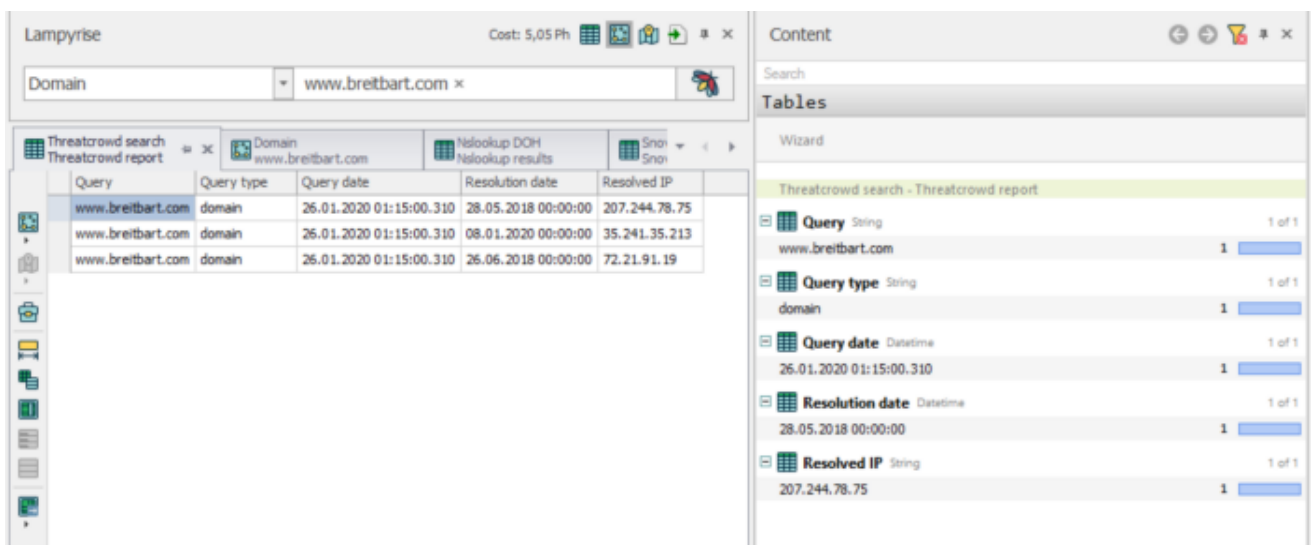 Lampyrise Cost: 5,05 Ph
Domain www.breitbart.com ×
Threatcrowd search
Threatcrowd report
Domain
www.breitbart.com
Nslookup DOH
Nslookup results
Snov
Snov
Query Query type Query date Resolution date Resolved IP
www.breitbart.com domain 26.01.2020 01:15:00.310 28.05.2018 00:00:00 207.244.78.75
www.breitbart.com domain 26.01.2020 01:15:00.310 08.01.2020 00:00:00 35.241.35.213
www.breitbart.com domain 26.01.2020 01:15:00.310 26.06.2018 00:00:00 72.21.91.19
Content
Search
Tables
Wizard
Threatcrowd search - Threatcrowd report
Query String 1 of 1
www.breitbart.com 1
Query type String 1 of 1
domain 1
Query date Datetime 1 of 1
26.01.2020 01:15:00.310 1
Resolution date Datetime 1 of 1
28.05.2018 00:00:00 1
Resolved IP String 1 of 1
207.244.78.75 1